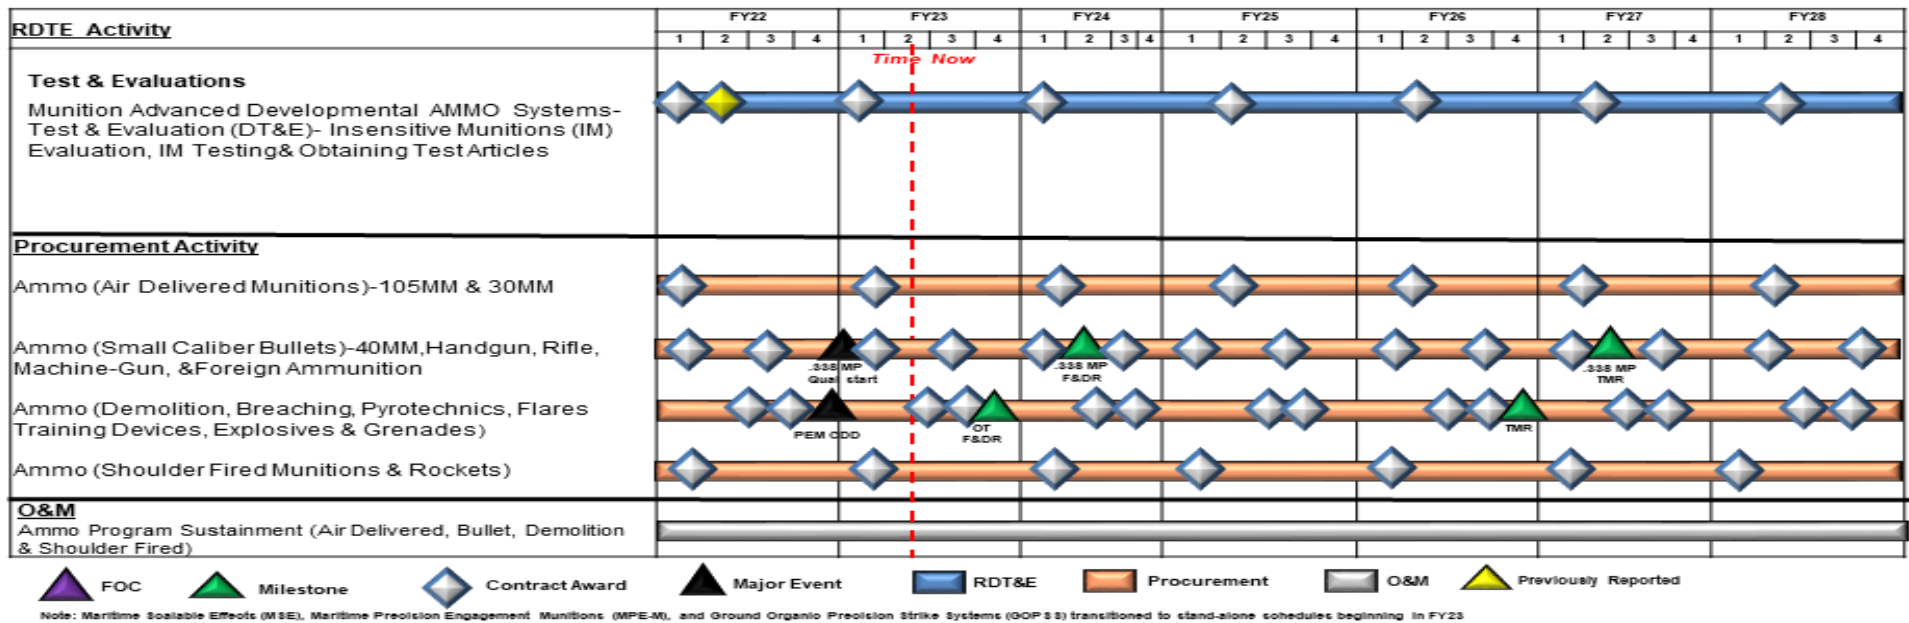 RDTE Activity
FY22 FY23 FY24 FY25 FY26 FY27 FY28
1 2 3 4 1 2 3 4 1 2 3 4 1 2 3 4 1 2 3 4 1 2 3 4 1 2 3 4
Time Now
Test & Evaluations
Munition Advanced Developmental AMMO Systems-
Test & Evaluation (DT&E)- Insensitive Munitions (IM)
Evaluation, IM Testing& Obtaining Test Articles
Procurement Activity
Ammo (Air Delivered Munitions)-105MM & 30MM
Ammo (Small Caliber Bullets)-40MM,Handgun, Rifle,
Machine-Gun, &Foreign Ammunition
.338 MP
Qual start
.338 MP
F&DR
.338 MP
TMR
Ammo (Demolition, Breaching, Pyrotechnics, Flares
Training Devices, Explosives & Grenades)
PEM CDD
OT
F&DR
TMR
Ammo (Shoulder Fired Munitions & Rockets)
O&M
Ammo Program Sustainment (Air Delivered, Bullet, Demolition
& Shoulder Fired)
FOC Milestone Contract Award Major Event RDT&E Procurement O&M Previously Reported
Note: Maritime Scalable Effects (MSE), Maritime Precision Engagement Munitions (MPE-M), and Ground Organic Precision Strike Systems (GOPSS) transitioned to stand-alone schedules beginning in FY23